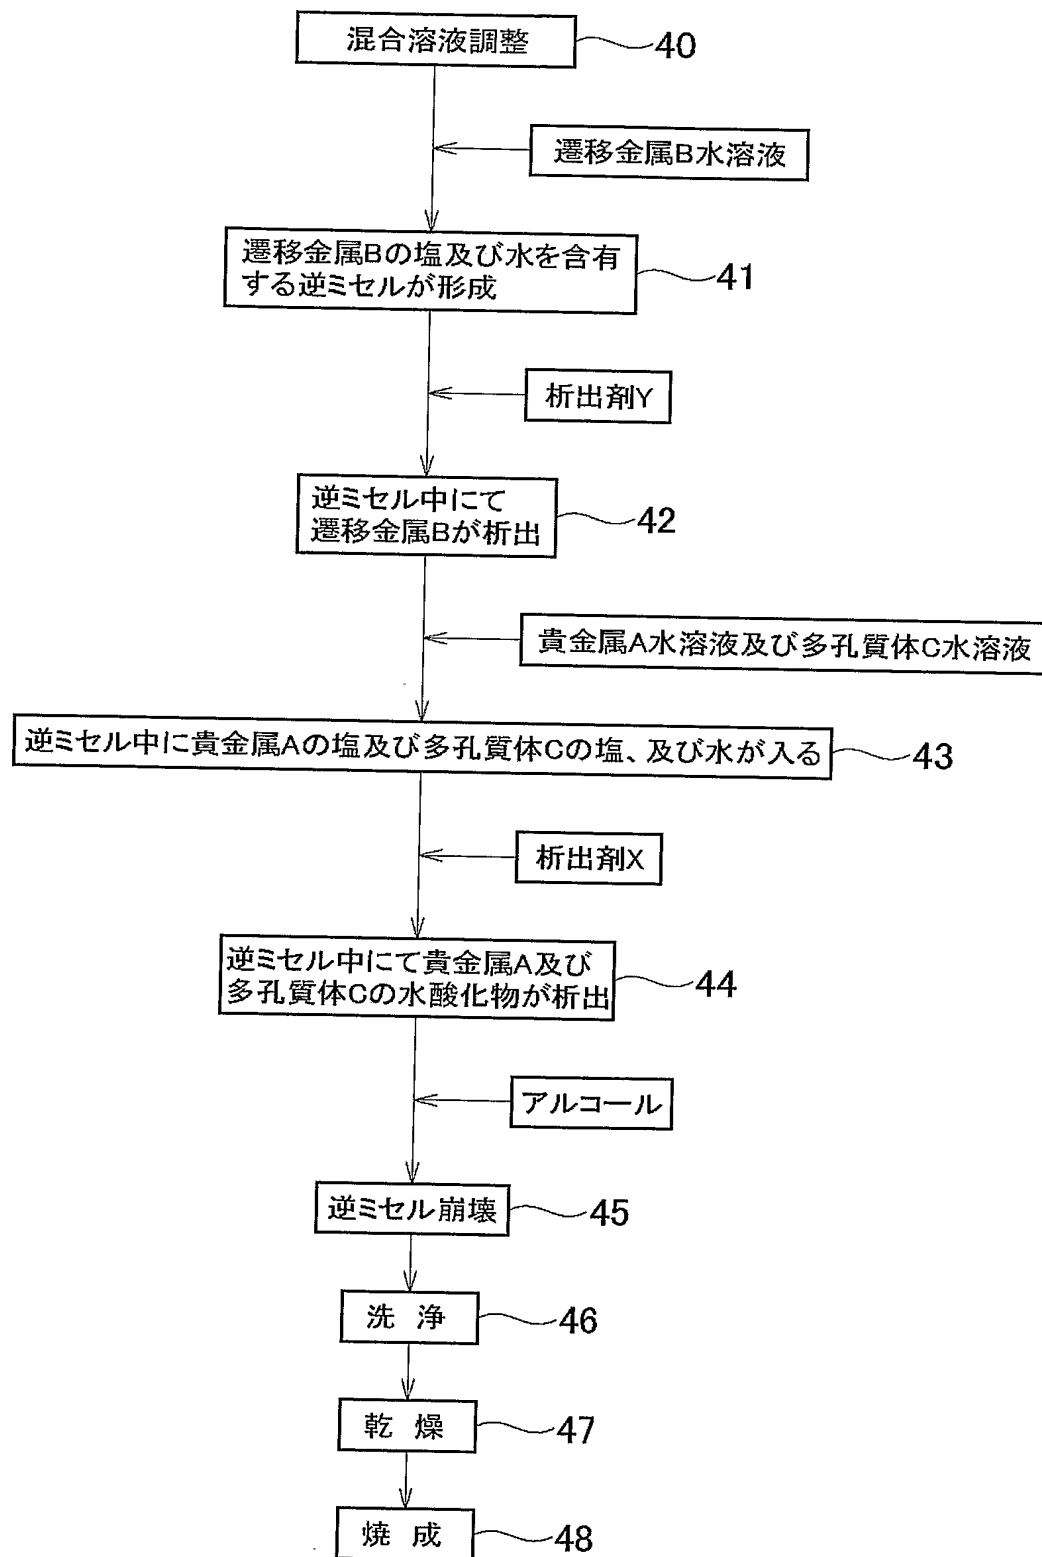 混合溶液調整
40
遷移金属B水溶液
遷移金属Bの塩及び水を含有
する逆ミセルが形成
41
析出剤Y
逆ミセル中にて
遷移金属Bが析出
42
貴金属A水溶液及び多孔質体C水溶液
逆ミセル中に貴金属Aの塩及び多孔質体Cの塩、及び水が入る
43
析出剤X
逆ミセル中にて貴金属A及び
多孔質体Cの水酸化物が析出
44
アルコール
逆ミセル崩壊
45
洗 浄
46
乾 燥
47
焼 成
48